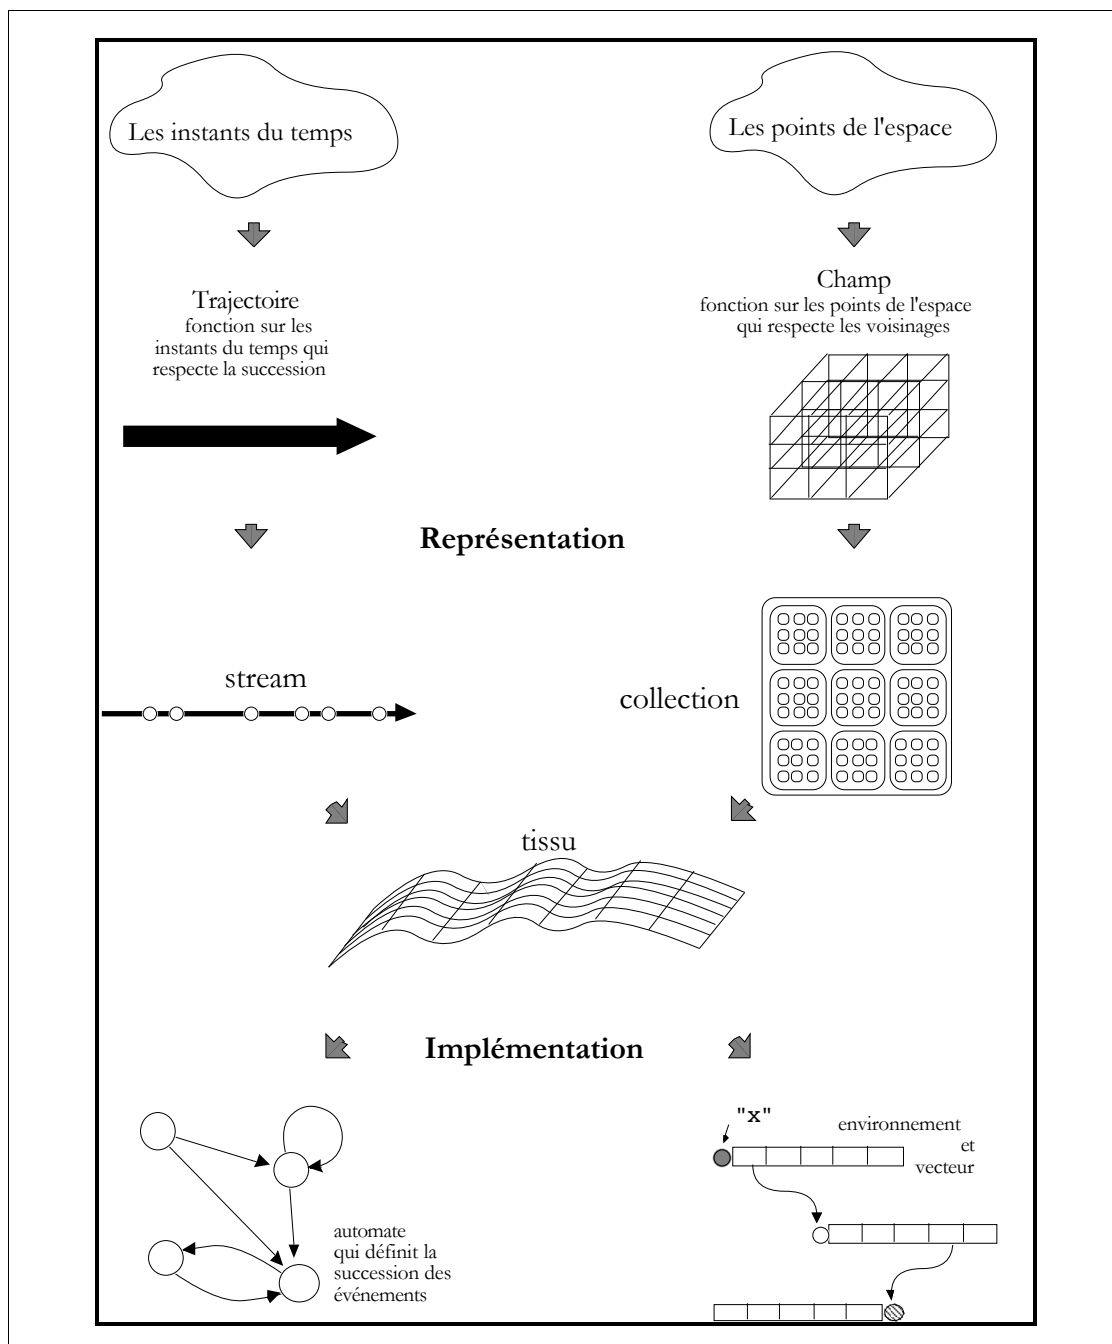 Les instants du temps
Les points de l'espace
Trajectoire
fonction sur les
instants du temps qui
respecte la succession
Champ
fonction sur les points de l'espace
qui respecte les voisinages
Représentation
stream
collection
tissu
Implémentation
automate
qui définit la
succession des
événements
"x"
environnement
et
vecteur